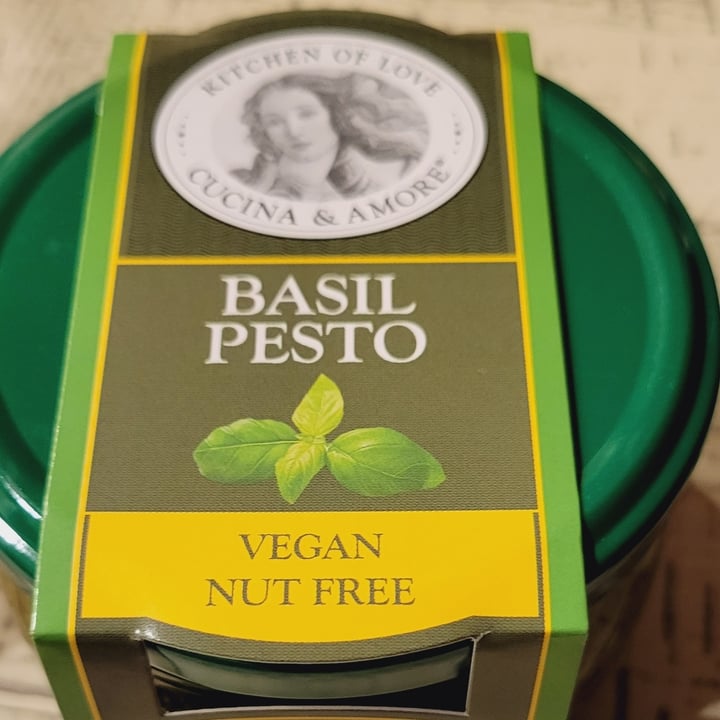 KITCHEN OF LOVE
CUCINA & AMORE®
BASIL
PESTO
VEGAN
NUT FREE